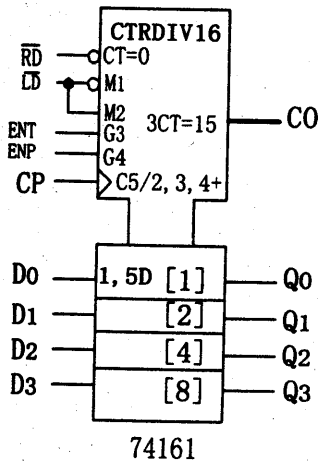 CTRDIV16
RD CT=0
LD M1
M2
3CT=15 CO
ENT G3
ENP G4
CP C5/2,3,4+
D0 1,5D [1] Q0
D1 [2] Q1
D2 [4] Q2
D3 [8] Q3
74161